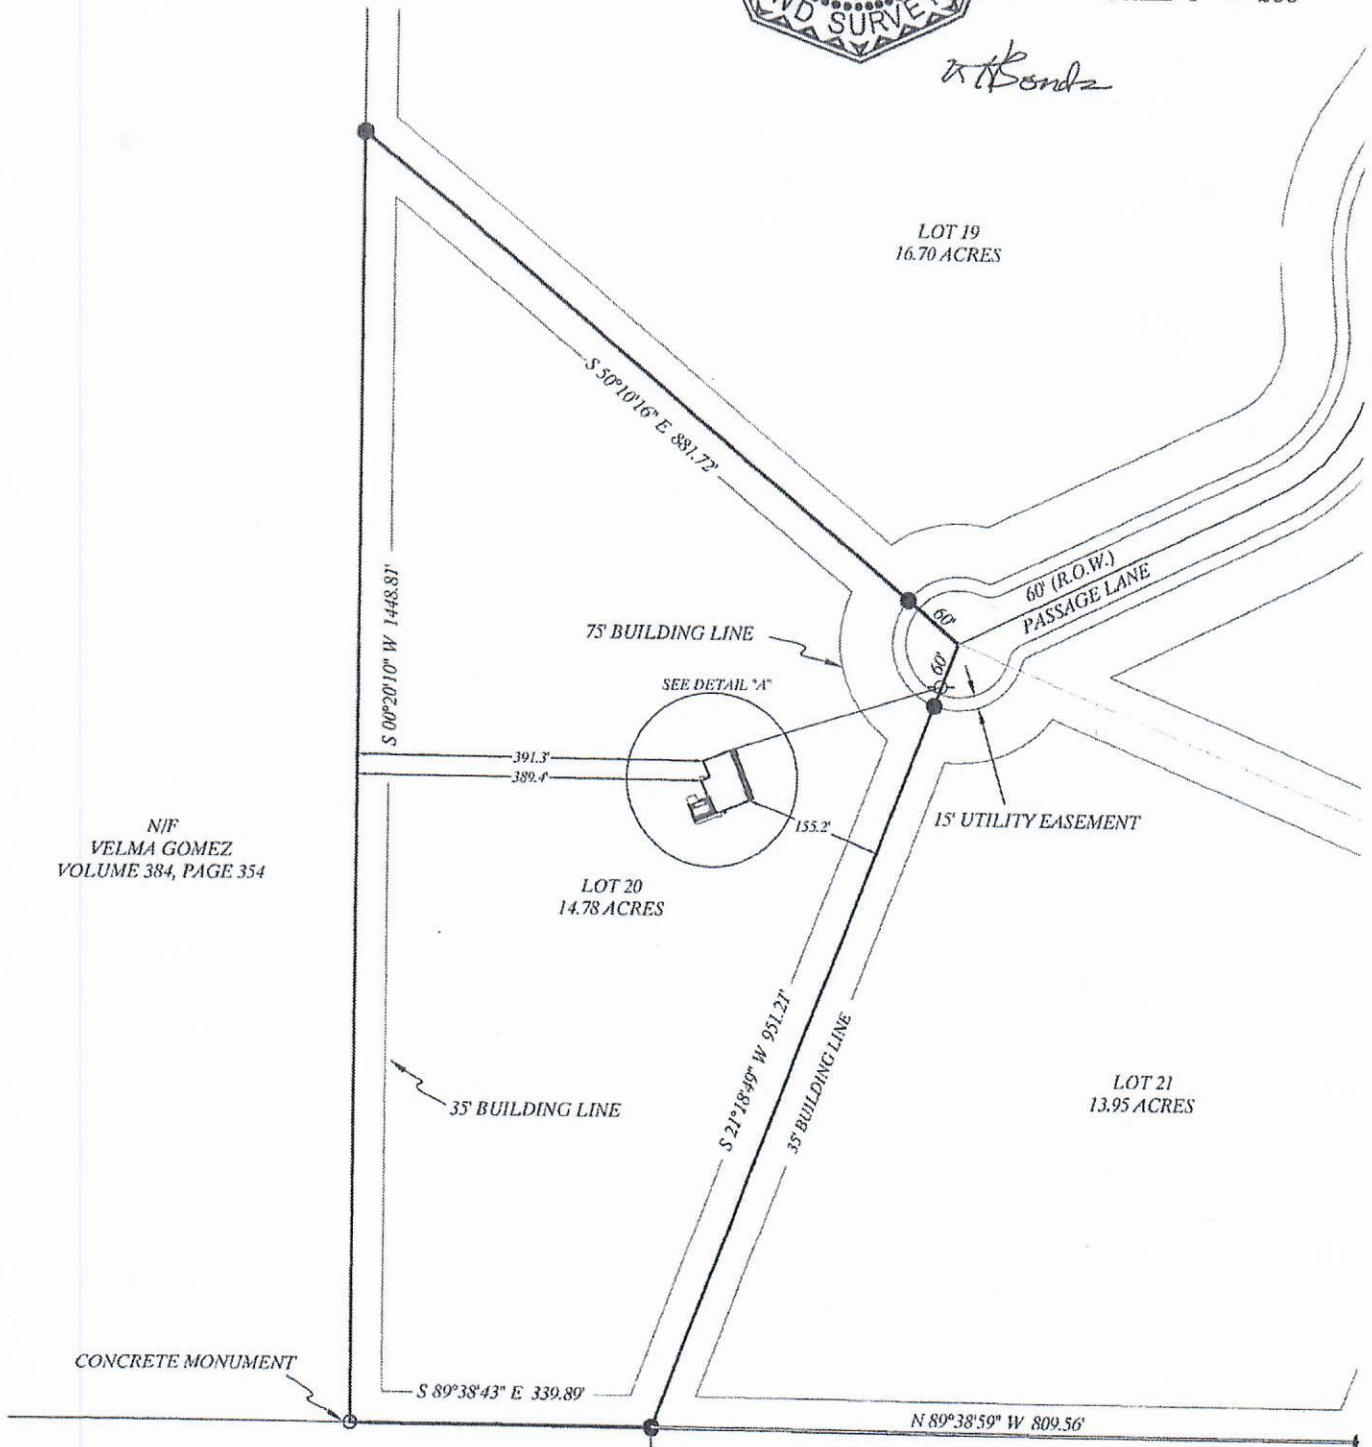 ND SURVEY
LOT 19
16.70 ACRES
S 50°10'16" E 881.72'
60' (R.O.W.)
PASSAGE LANE
60'
60'
S 00°20'10" W 1448.81'
75' BUILDING LINE
SEE DETAIL "A"
391.3'
389.4'
155.2'
15' UTILITY EASEMENT
N/F
VELMA GOMEZ
VOLUME 384, PAGE 354
LOT 20
14.78 ACRES
S 21°18'49" W 951.21'
35' BUILDING LINE
35' BUILDING LINE
LOT 21
13.95 ACRES
CONCRETE MONUMENT
S 89°38'43" E 339.89'
N 89°38'59" W 809.56'